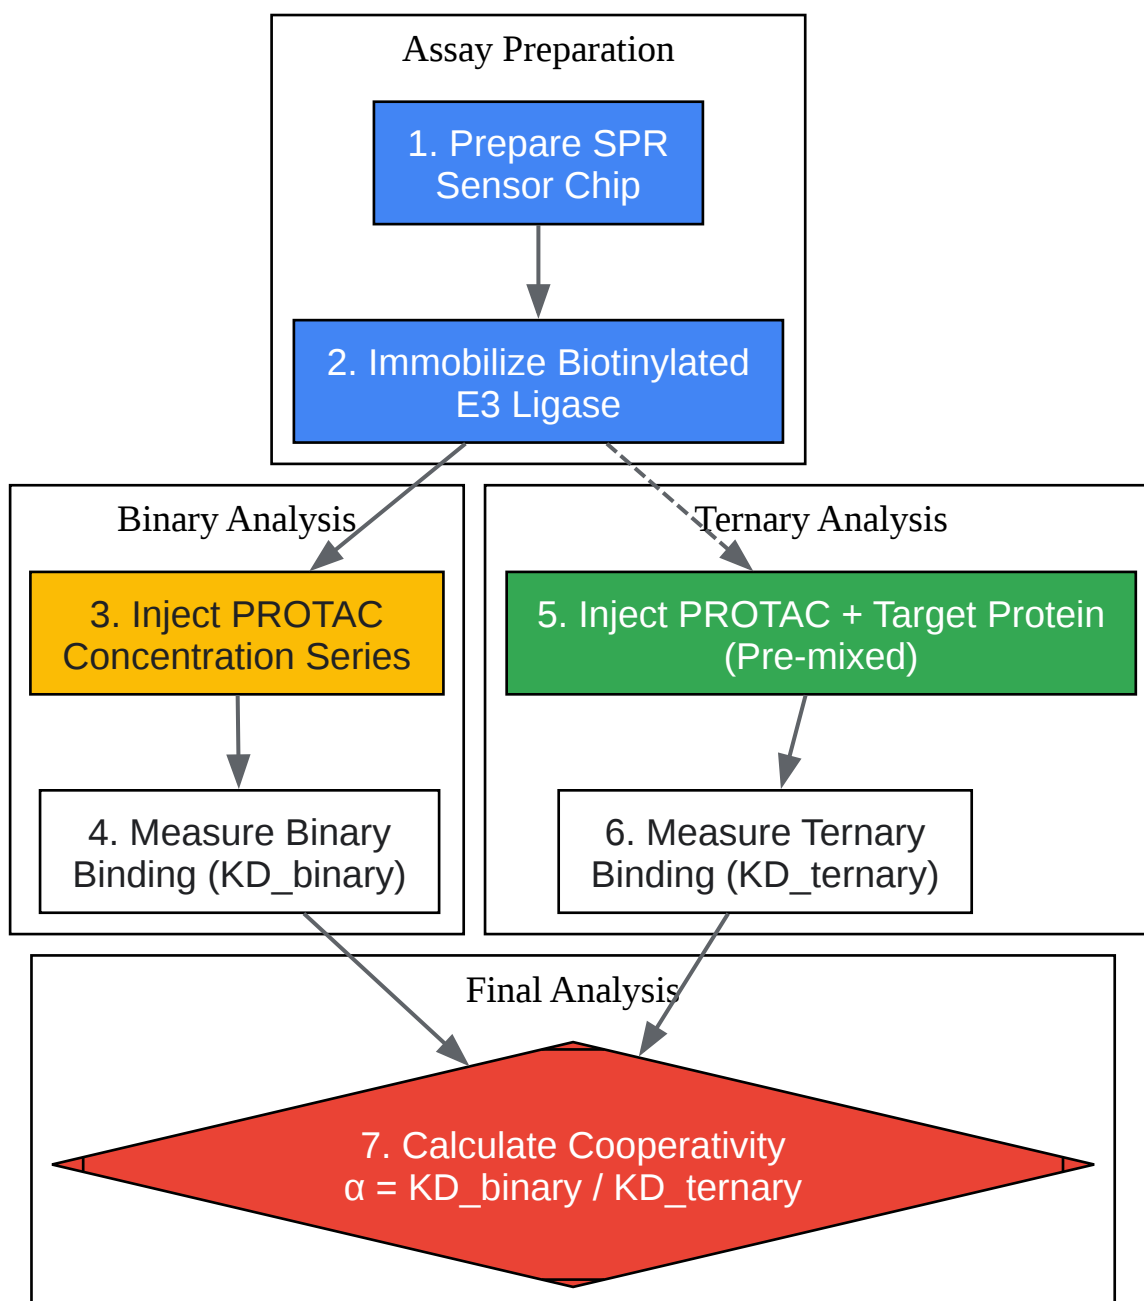 Assay Preparation
1. Prepare SPR
Sensor Chip
2. Immobilize Biotinylated
E3 Ligase
Binary Analysis
3. Inject PROTAC
Concentration Series
4. Measure Binary
Binding (KD_binary)
Ternary Analysis
5. Inject PROTAC + Target Protein
(Pre-mixed)
6. Measure Ternary
Binding (KD_ternary)
Final Analysis
7. Calculate Cooperativity
α = KD_binary / KD_ternary